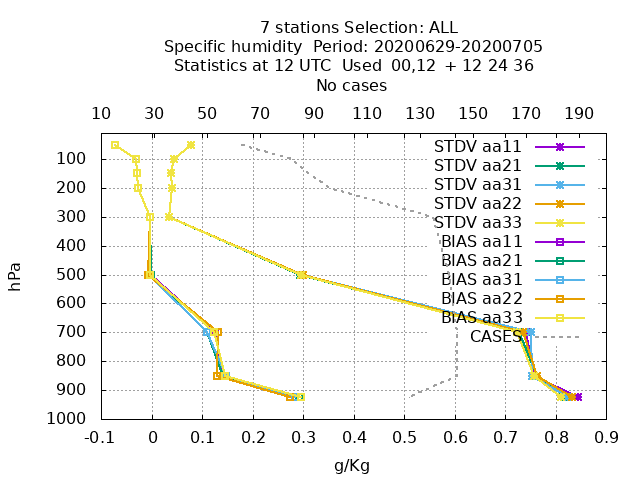 7 stations Selection: ALL
Specific humidity  Period: 20200629-20200705
Statistics at 12 UTC  Used  00,12  + 12 24 36
No cases
10 30 50 70 90 110 130 150 170 190
STDV aa11
STDV aa21
STDV aa31
STDV aa22
STDV aa33
BIAS aa11
BIAS aa21
BIAS aa31
BIAS aa22
BIAS aa33
CASES
hPa
100
200
300
400
500
600
700
800
900
1000
-0.1 0 0.1 0.2 0.3 0.4 0.5 0.6 0.7 0.8 0.9
g/Kg